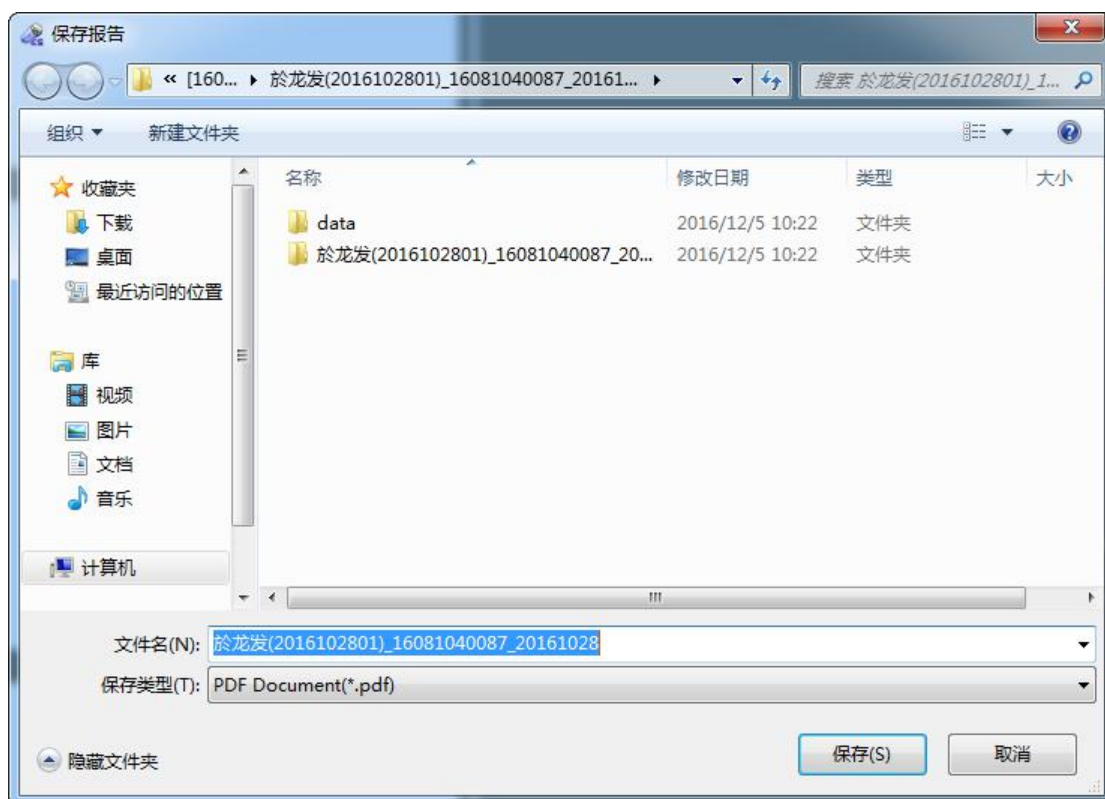 保存报告
« [160... ▸ 於龙发(2016102801)_16081040087_20161... ▸
搜索 於龙发(2016102801)_1...
组织 新建文件夹
名称 修改日期 类型 大小
收藏夹
下载
桌面
最近访问的位置
库
视频
图片
文档
音乐
计算机
data 2016/12/5 10:22 文件夹
於龙发(2016102801)_16081040087_20... 2016/12/5 10:22 文件夹
文件名(N): 於龙发(2016102801)_16081040087_20161028
保存类型(T): PDF Document(*.pdf)
隐藏文件夹
保存(S) 取消